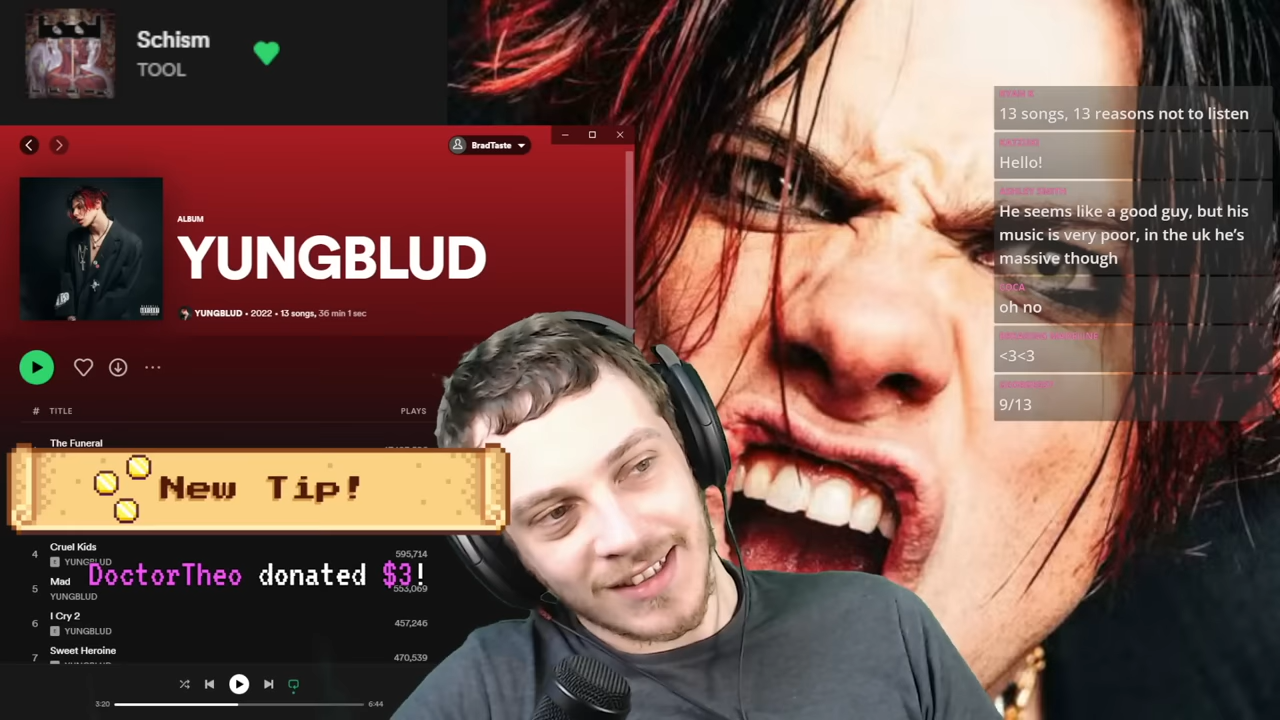 Schism
TOOL
BradTaste
ALBUM
YUNGBLUD
YUNGBLUD • 2022 • 13 songs, 36 min 1 sec
# TITLE PLAYS
The Funeral
New Tip!
4 Cruel Kids 595,714
E YUNGBLUD
DoctorTheo donated $3!
5 Mad 553,069
YUNGBLUD
6 I Cry 2 457,246
E YUNGBLUD
7 Sweet Heroine 470,539
3:20 6:44
13 songs, 13 reasons not to listen
Hello!
ASHLEY SMITH
He seems like a good guy, but his
music is very poor, in the uk he's
massive though
oh no
<3<3
9/13